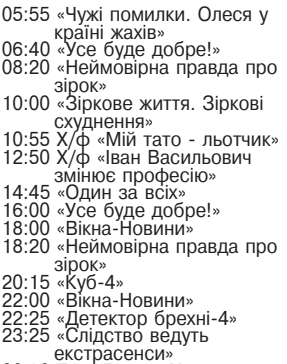 05:55 «Чужі помилки. Олеся у
країні жахів»
06:40 «Усе буде добре!»
08:20 «Неймовірна правда про
зірок»
10:00 «Зіркове життя. Зіркові
схуднення»
10:55 Х/ф «Мій тато - льотчик»
12:50 Х/ф «Іван Васильович
змінює професію»
14:45 «Один за всіх»
16:00 «Усе буде добре!»
18:00 «Вікна-Новини»
18:20 «Неймовірна правда про
зірок»
20:15 «Куб-4»
22:00 «Вікна-Новини»
22:25 «Детектор брехні-4»
23:25 «Слідство ведуть
екстрасенси»